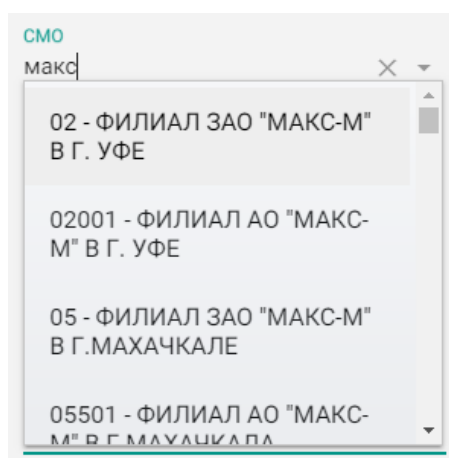 СМО
макс
02 - ФИЛИАЛ ЗАО "МАКС-М"
В Г. УФЕ
02001 - ФИЛИАЛ АО "МАКС-
М" В Г. УФЕ
05 - ФИЛИАЛ ЗАО "МАКС-М"
В Г.МАХАЧКАЛЕ
05501 - ФИЛИАЛ АО "МАКС-
М" В Г.МАХАЧКАЛА